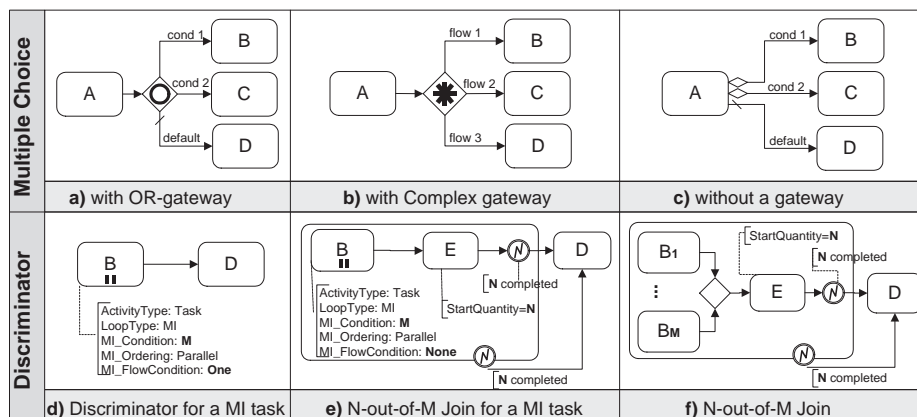 Multiple Choice
A
cond 1
cond 2
default
B
C
D
a) with OR-gateway
A
flow 1
flow 2
flow 3
B
C
D
b) with Complex gateway
A
cond 1
cond 2
default
B
C
D
c) without a gateway
Discriminator
B
D
ActivityType: Task
LoopType: MI
MI_Condition: M
MI_Ordering: Parallel
MI_FlowCondition: One
d) Discriminator for a MI task
B
E
N
D
N completed
ActivityType: Task
LoopType: MI
MI_Condition: M
MI_Ordering: Parallel
MI_FlowCondition: None
StartQuantity=N
N
N completed
e) N-out-of-M Join for a MI task
StartQuantity=N
N completed
B1
...
BM
E
N
D
N
N completed
f) N-out-of-M Join